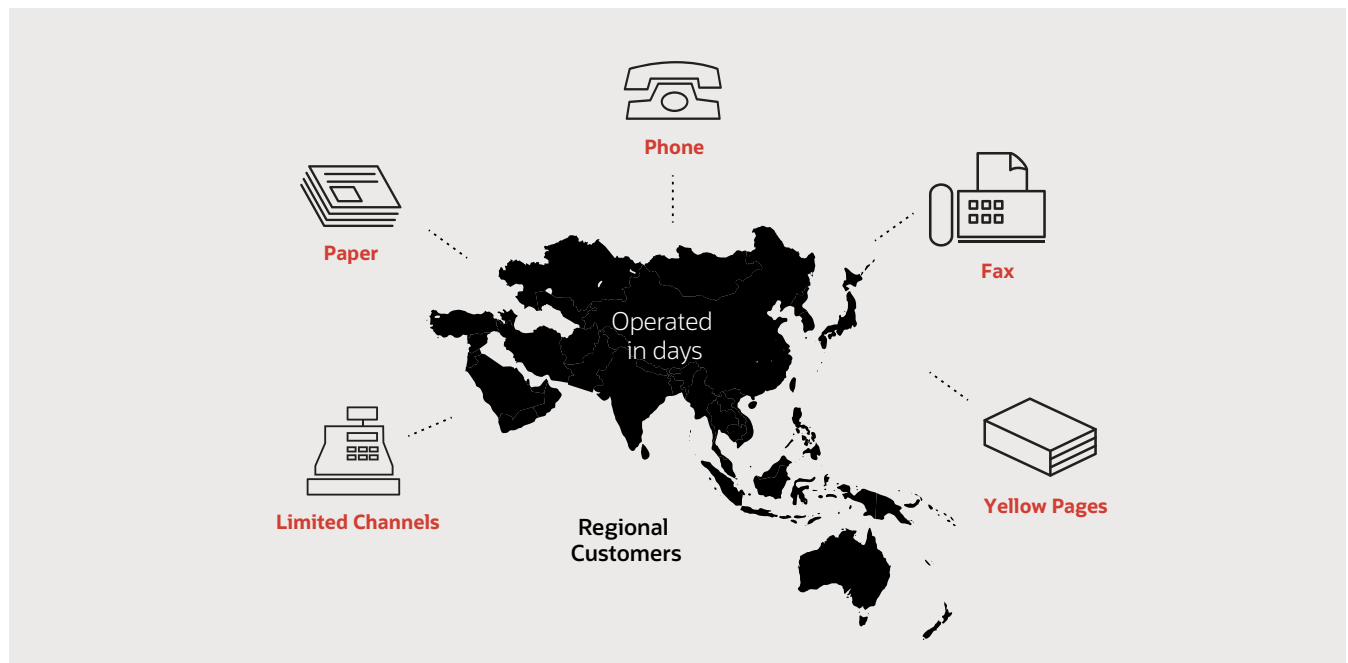 Phone
Paper
Fax
Operated
in days
Limited Channels
Yellow Pages
Regional
Customers